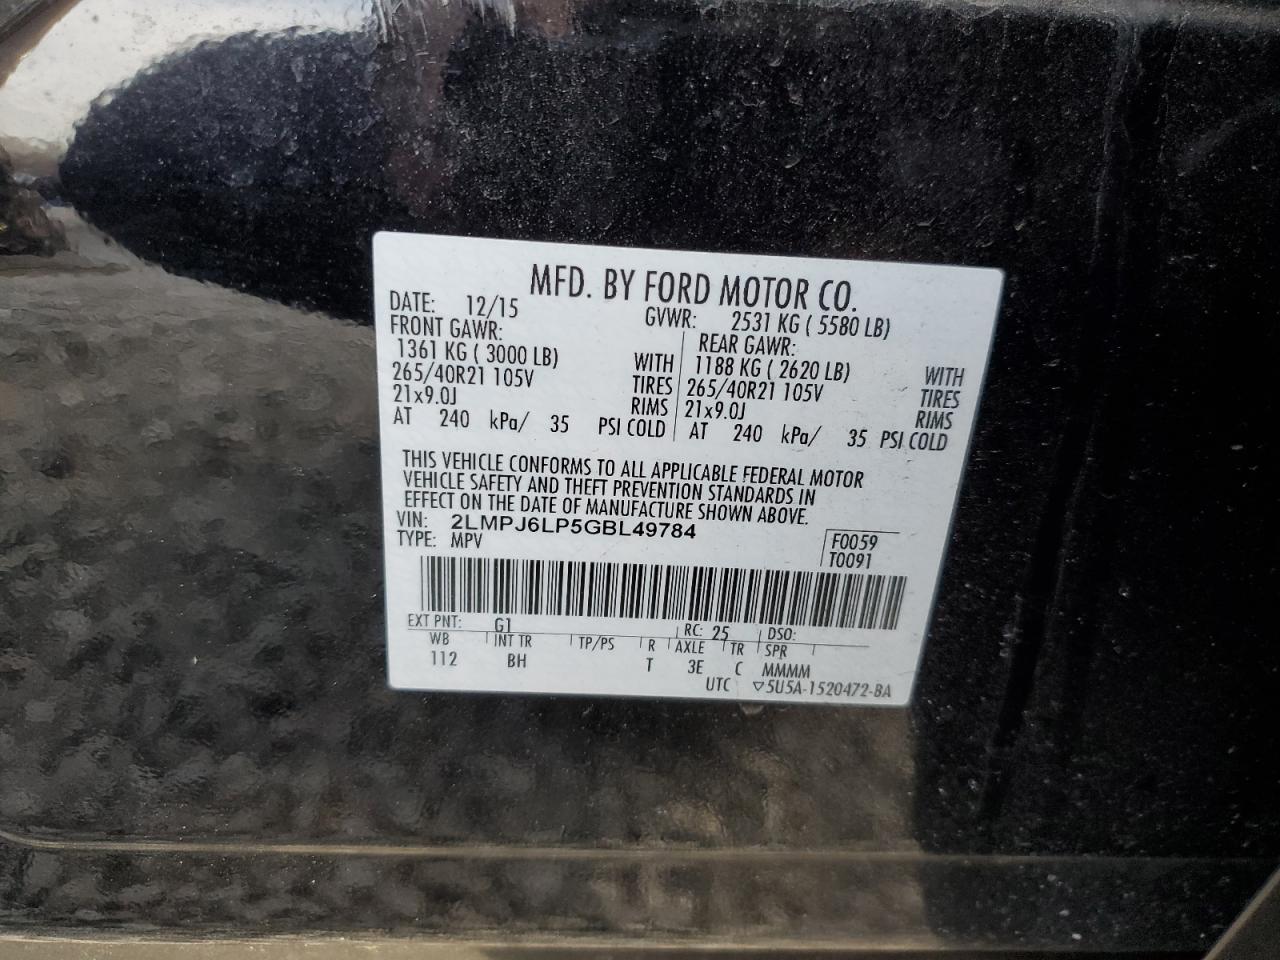 MFD. BY FORD MOTOR CO.
DATE: 12/15 GVWR: 2531 KG ( 5580 LB)
FRONT GAWR: REAR GAWR:
1361 KG ( 3000 LB) WITH 1188 KG ( 2620 LB) WITH
265/40R21 105V TIRES 265/40R21 105V TIRES
21x9.0J RIMS 21x9.0J RIMS
AT 240 kPa/ 35 PSI COLD AT 240 kPa/ 35 PSI COLD
THIS VEHICLE CONFORMS TO ALL APPLICABLE FEDERAL MOTOR
VEHICLE SAFETY AND THEFT PREVENTION STANDARDS IN
EFFECT ON THE DATE OF MANUFACTURE SHOWN ABOVE.
VIN: 2LMPJ6LP5GBL49784
TYPE: MPV F0059
T0091
EXT PNT: G1 RC: 25 DSO:
WB INT TR TP/PS R AXLE TR SPR
112 BH T 3E C MMMM
UTC ▽5U5A-1520472-BA